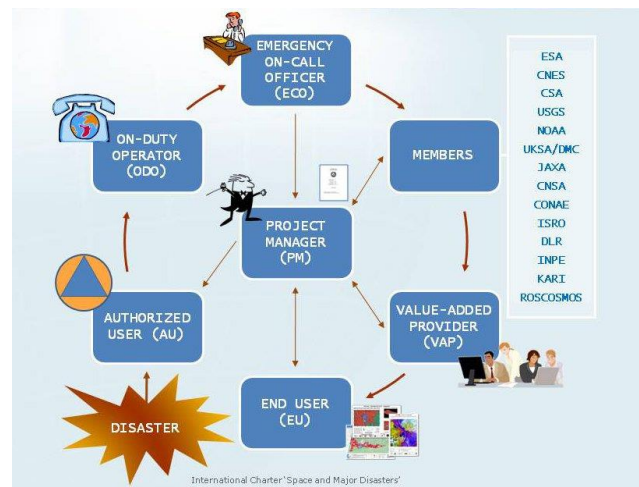 EMERGENCY
ON-CALL
OFFICER
(ECO)
ON-DUTY
OPERATOR
(ODO)
MEMBERS
PROJECT
MANAGER
(PM)
AUTHORIZED
USER (AU)
VALUE-ADDED
PROVIDER
(VAP)
DISASTER
END USER
(EU)
ESA
CNES
CSA
USGS
NOAA
UKSA/DMC
JAXA
CNSA
CONAE
ISRO
DLR
INPE
KARI
ROSCOSMOS
International Charter 'Space and Major Disasters'